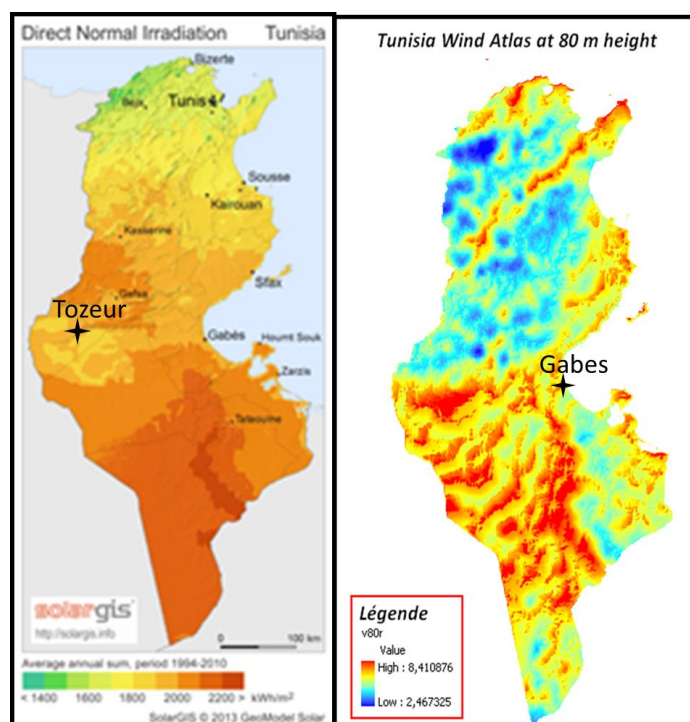 Direct Normal Irradiation Tunisia
Bizerte
Beja
Tunis
Sousse
Kairouan
Kasserine
Sfax
Gafsa
Tozeur
Gabès
Houmt Souk
Zarzis
Tataouine
solargis
http://solargis.info
0 100 km
Average annual sum, period 1994-2010
< 1400 1600 1800 2000 2200 > kWh/m²
SolarGIS © 2013 GeoModel Solar
Tunisia Wind Atlas at 80 m height
Gabes
Légende
v80r
Value
High : 8,410876
Low : 2,467325